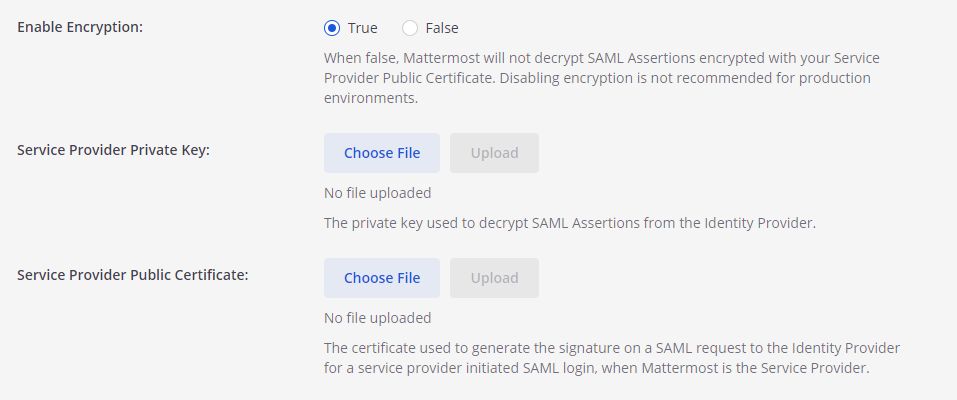 Enable Encryption:
True
False
When false, Mattermost will not decrypt SAML Assertions encrypted with your Service
Provider Public Certificate. Disabling encryption is not recommended for production
environments.
Service Provider Private Key:
Choose File
Upload
No file uploaded
The private key used to decrypt SAML Assertions from the Identity Provider.
Service Provider Public Certificate:
Choose File
Upload
No file uploaded
The certificate used to generate the signature on a SAML request to the Identity Provider
for a service provider initiated SAML login, when Mattermost is the Service Provider.